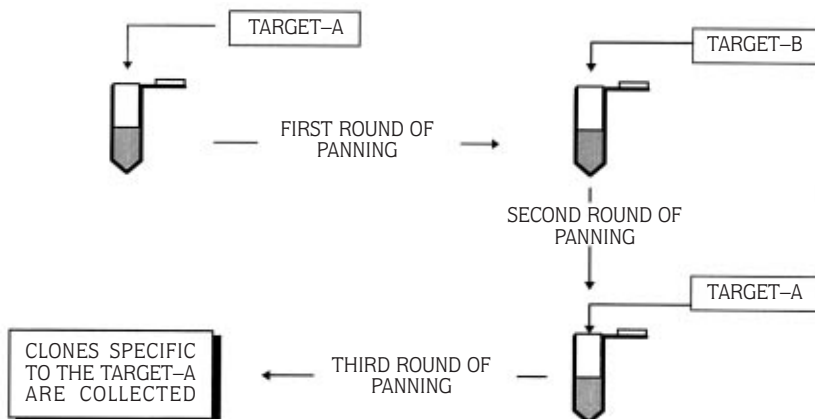 TARGET–A
TARGET–B
FIRST ROUND OF
PANNING
SECOND ROUND OF
PANNING
TARGET–A
THIRD ROUND OF
PANNING
CLONES SPECIFIC
TO THE TARGET–A
ARE COLLECTED